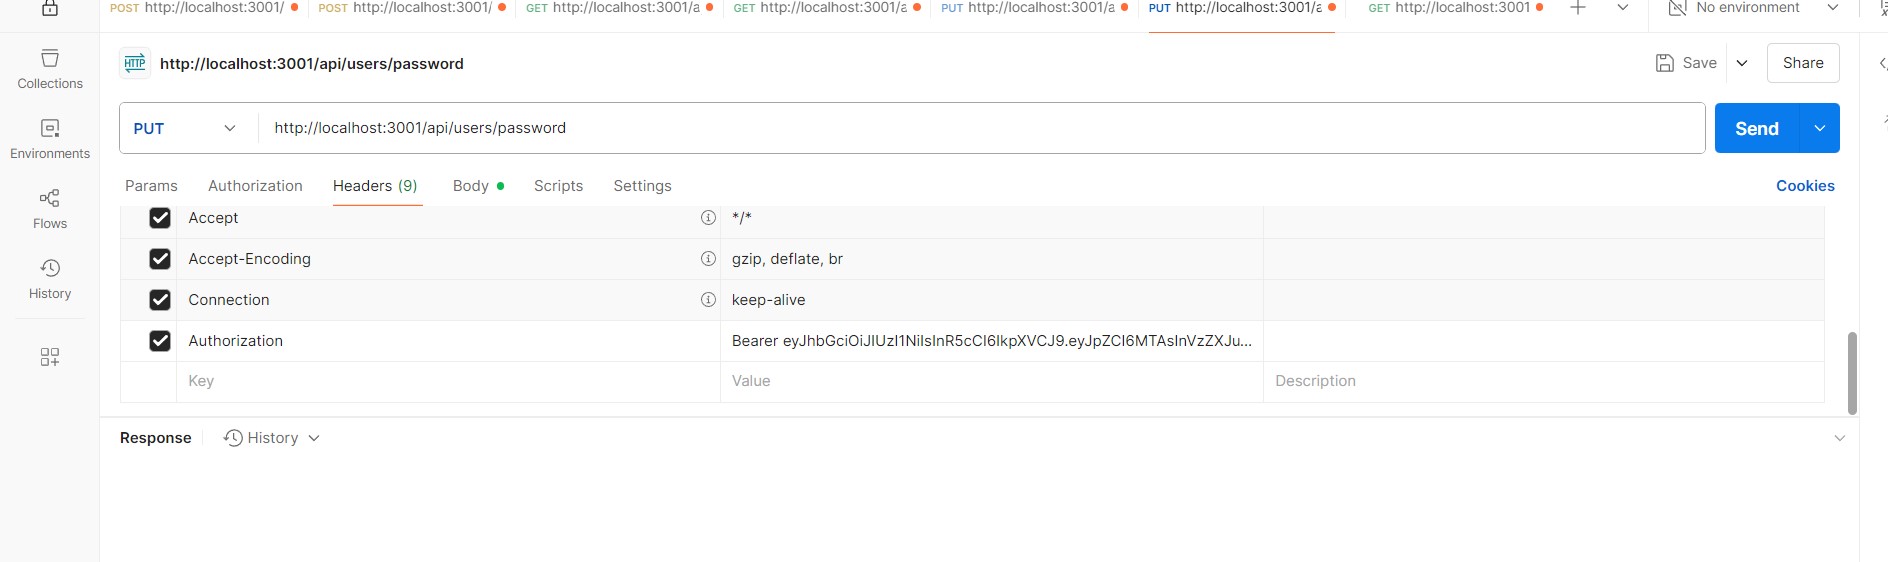 POST http://localhost:3001/ POST http://localhost:3001/ GET http://localhost:3001/a GET http://localhost:3001/a PUT http://localhost:3001/a PUT http://localhost:3001/a GET http://localhost:3001 No environment
HTTP http://localhost:3001/api/users/password Save Share
Collections
PUT http://localhost:3001/api/users/password Send
Environments
Params Authorization Headers (9) Body Scripts Settings Cookies
Accept */*
Flows
Accept-Encoding gzip, deflate, br
History
Connection keep-alive
Authorization Bearer eyJhbGciOiJIUzI1NiIsInR5cCI6IkpXVCJ9.eyJpZCI6MTAsInVzZXJu...
Key Value Description
Response History